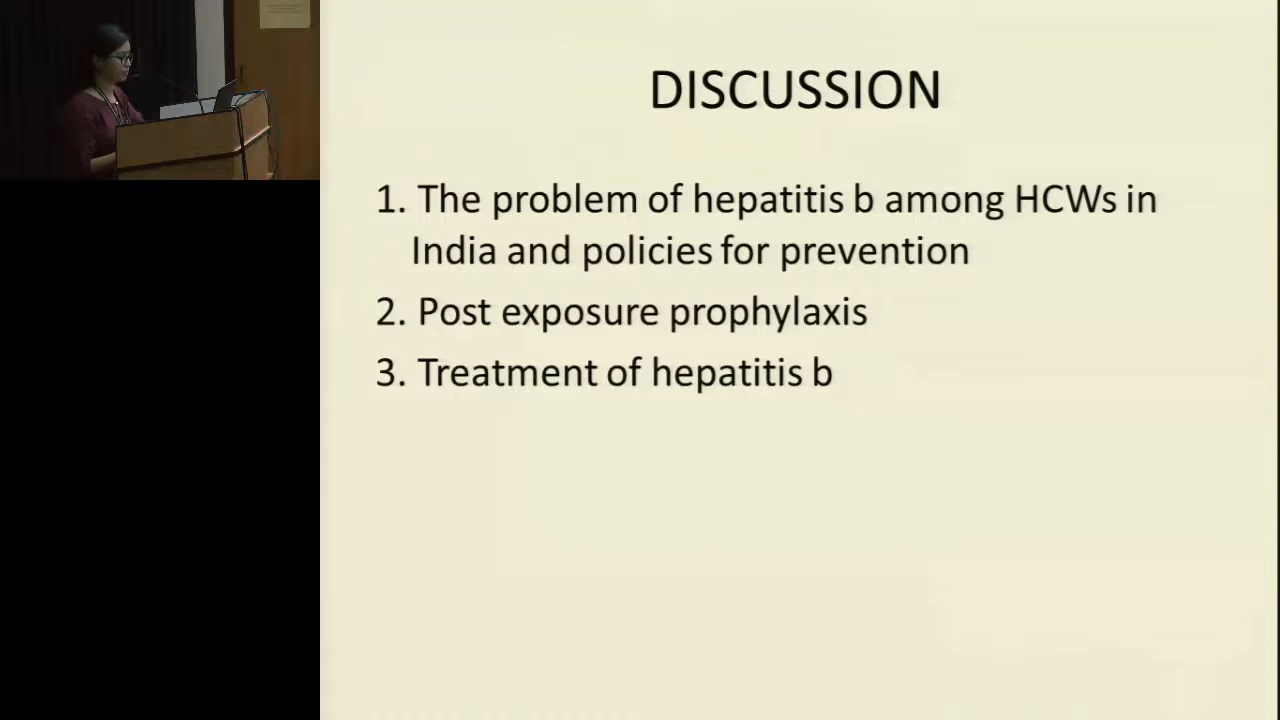 DISCUSSION
1. The problem of hepatitis b among HCWs in
India and policies for prevention
2. Post exposure prophylaxis
3. Treatment of hepatitis b